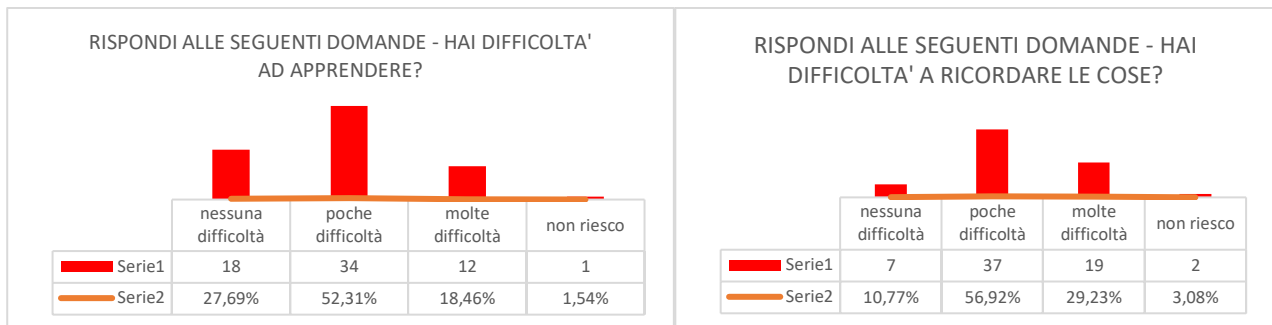 RISPONDI ALLE SEGUENTI DOMANDE - HAI DIFFICOLTA'
AD APPRENDERE?
nessuna difficoltà poche difficoltà molte difficoltà non riesco
Serie1 18 34 12 1
Serie2 27,69% 52,31% 18,46% 1,54%
RISPONDI ALLE SEGUENTI DOMANDE - HAI
DIFFICOLTA' A RICORDARE LE COSE?
nessuna difficoltà poche difficoltà molte difficoltà non riesco
Serie1 7 37 19 2
Serie2 10,77% 56,92% 29,23% 3,08%